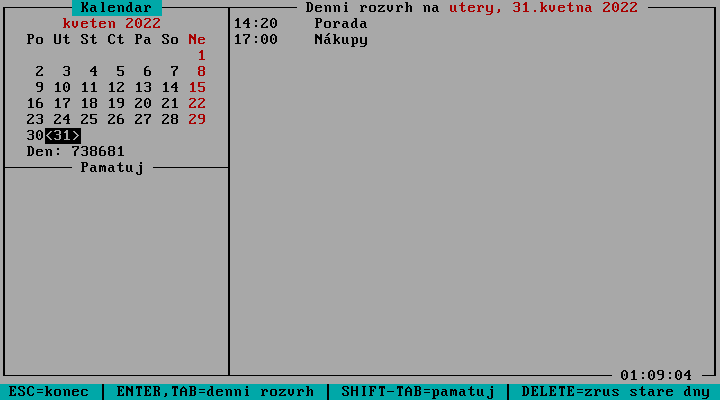 Kalendar
kveten 2022
Po Ut St Ct Pa So Ne
1
2 3 4 5 6 7 8
9 10 11 12 13 14 15
16 17 18 19 20 21 22
23 24 25 26 27 28 29
30<31>
Den: 738681
Pamatuj
Denni rozvrh na utery, 31.kvetna 2022
14:20 Porada
17:00 Nákupy
01:09:04
ESC=konec | ENTER,TAB=denni rozvrh | SHIFT-TAB=pamatuj | DELETE=zrus stare dny